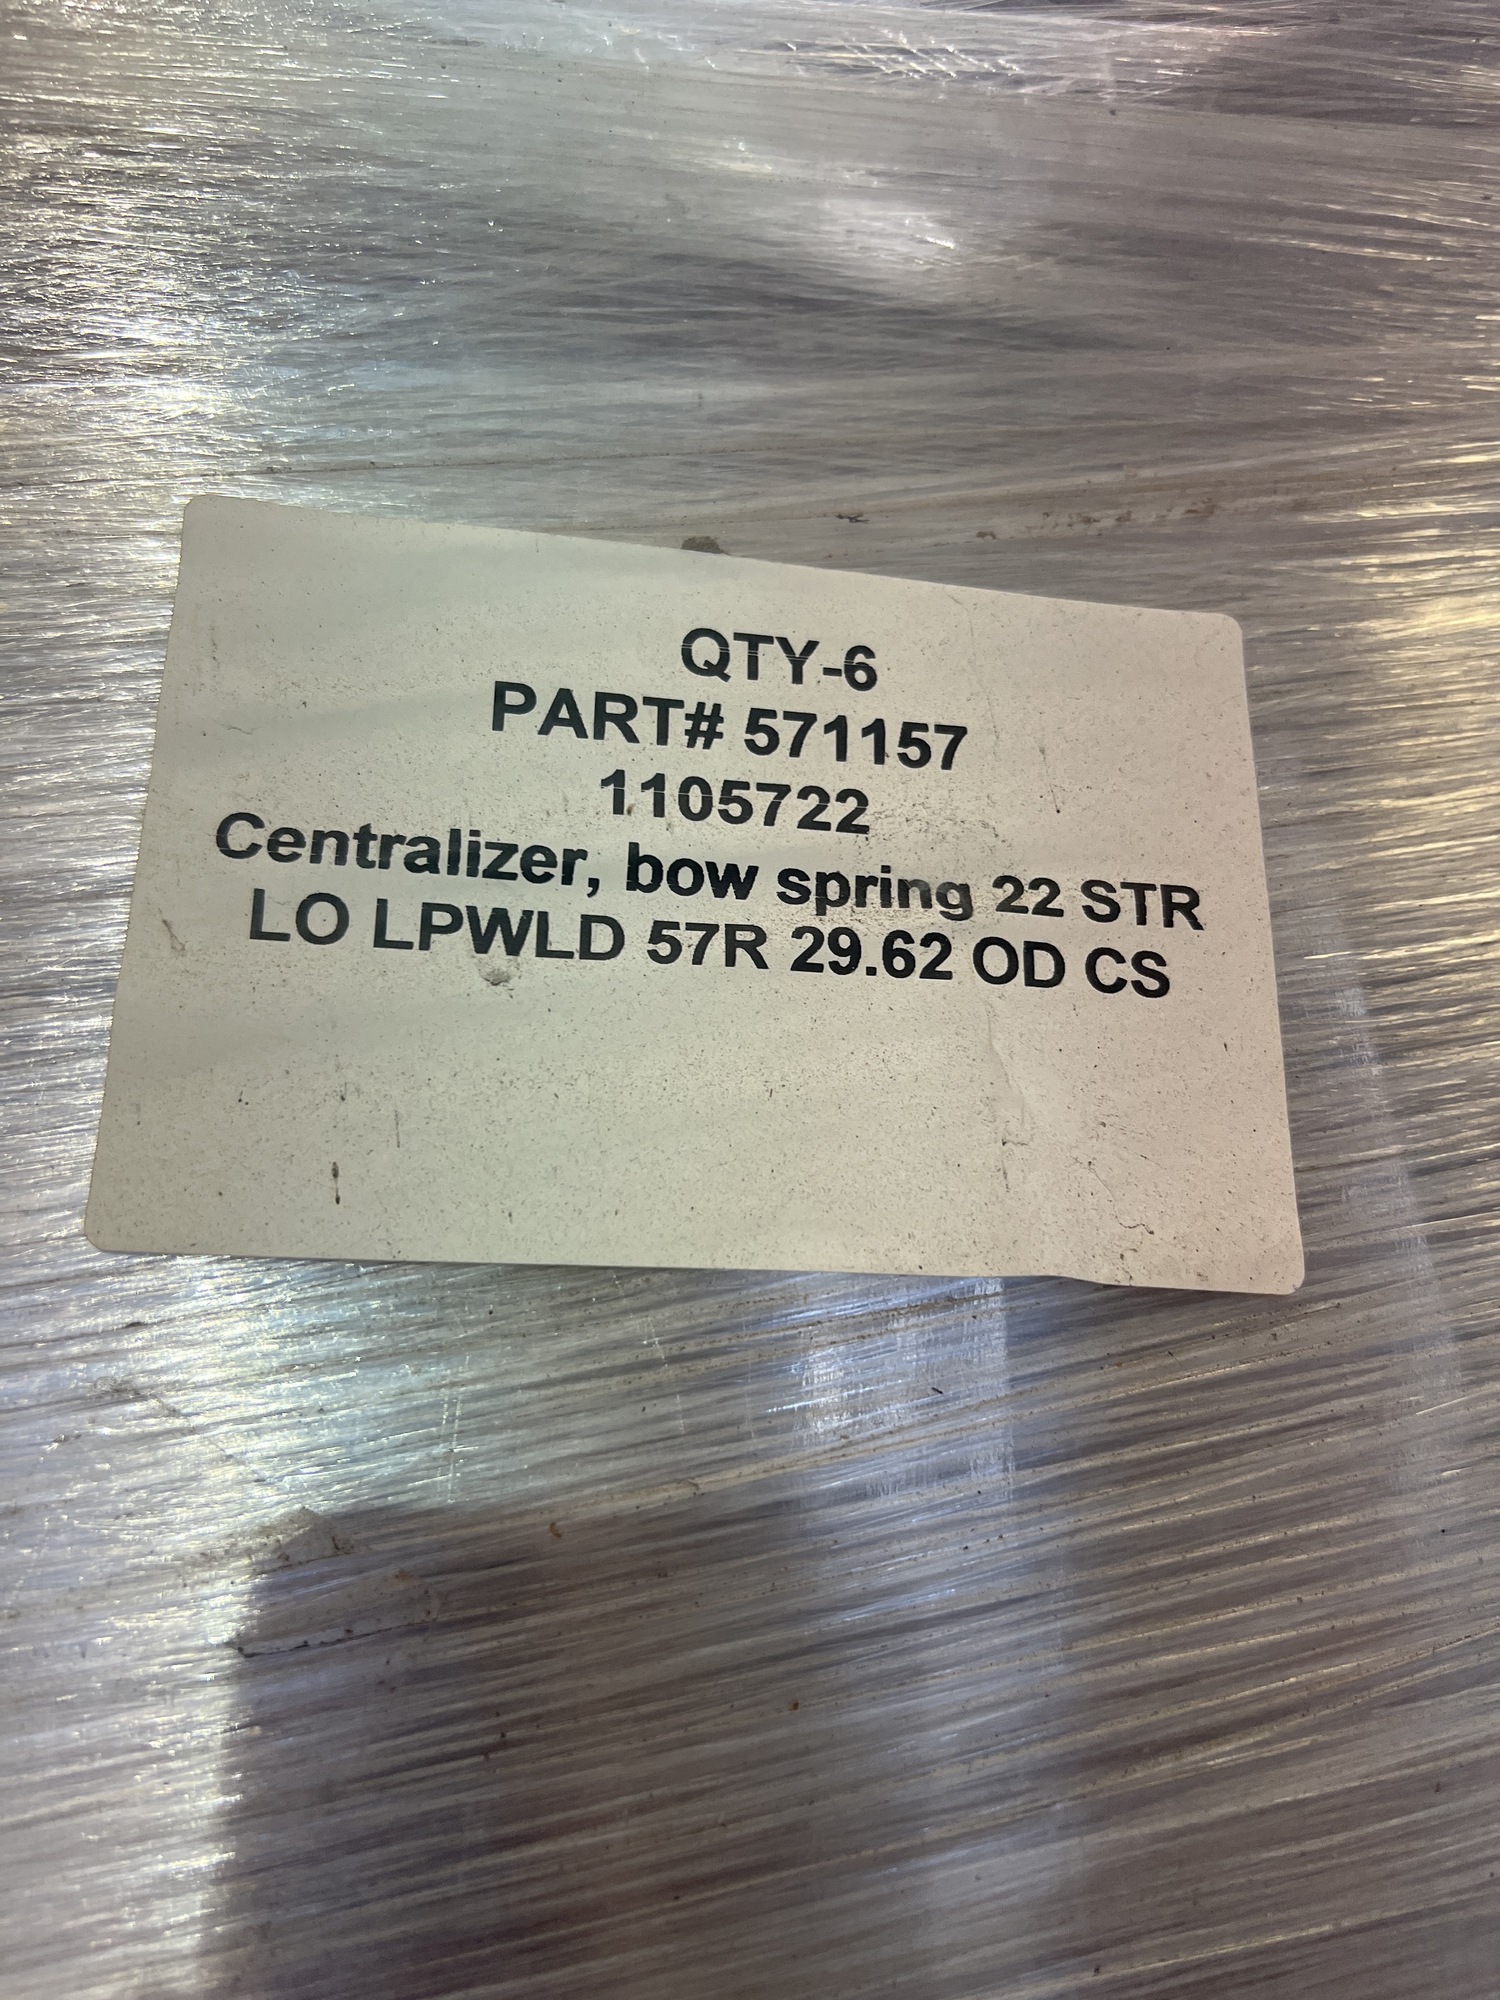 QTY-6
PART# 571157
1105722
Centralizer, bow spring 22 STR
LO LPWLD 57R 29.62 OD CS